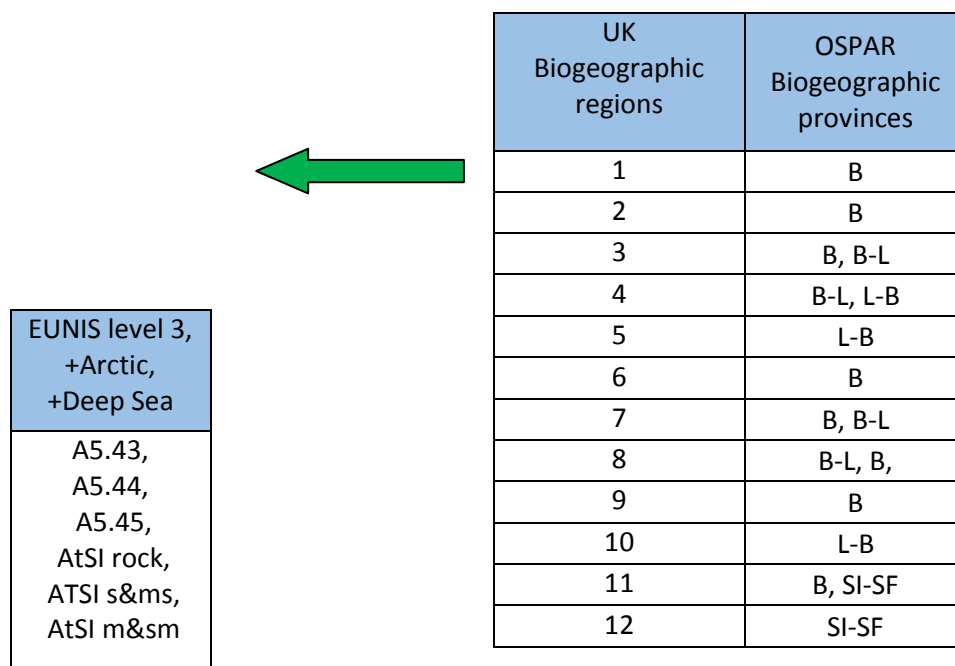 UK
Biogeographic
regions
OSPAR
Biogeographic
provinces
1 B
2 B
3 B, B-L
4 B-L, L-B
5 L-B
6 B
7 B, B-L
8 B-L, B,
9 B
10 L-B
11 B, SI-SF
12 SI-SF
EUNIS level 3,
+Arctic,
+Deep Sea
A5.43,
A5.44,
A5.45,
AtSI rock,
ATSI s&ms,
AtSI m&sm